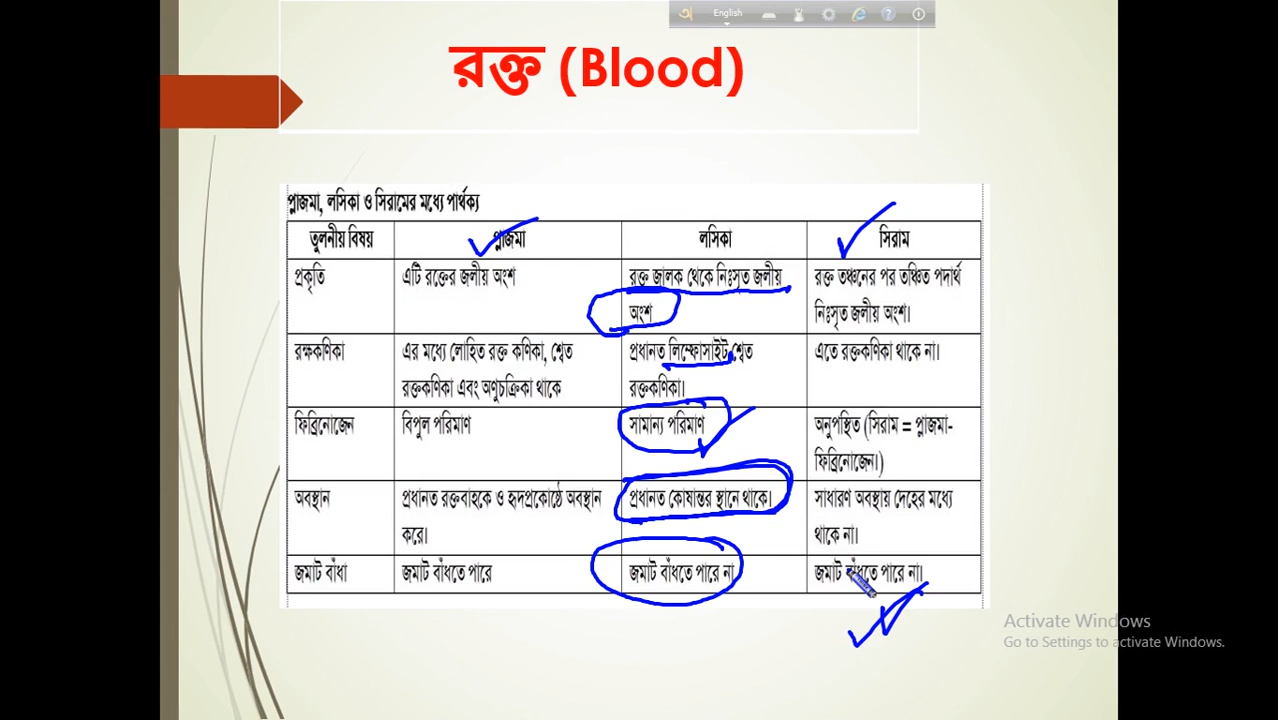 English
রক্ত (Blood)
প্লাজমা, লসিকা ও সিরামের মধ্যে পার্থক্য
তুলনীয় বিষয় প্লাজমা লসিকা সিরাম
প্রকৃতি এটি রক্তের জলীয় অংশ রক্ত জালক থেকে নিঃসৃত জলীয় রক্ত তঞ্চনের পর তঞ্চিত পদার্থ
অংশ নিঃসৃত জলীয় অংশ।
রক্ষকণিকা এর মধ্যে লোহিত রক্ত কণিকা, শ্বেত প্রধানত লিম্ফোসাইট শ্বেত এতে রক্তকণিকা থাকে না।
রক্তকণিকা এবং অণুচক্রিকা থাকে রক্তকণিকা।
ফিব্রিনোজেন বিপুল পরিমাণ সামান্য পরিমাণ অনুপস্থিত (সিরাম = প্লাজমা-
ফিব্রিনোজেন।)
অবস্থান প্রধানত রক্তবাহকে ও হৃদপ্রকোষ্ঠে অবস্থান প্রধানত কোষান্তর স্থানে থাকে। সাধারণ অবস্থায় দেহের মধ্যে
করে। থাকে না।
জমাট বাঁধা জমাট বাঁধতে পারে জমাট বাঁধতে পারে না জমাট বাঁধতে পারে না।
Activate Windows
Go to Settings to activate Windows.